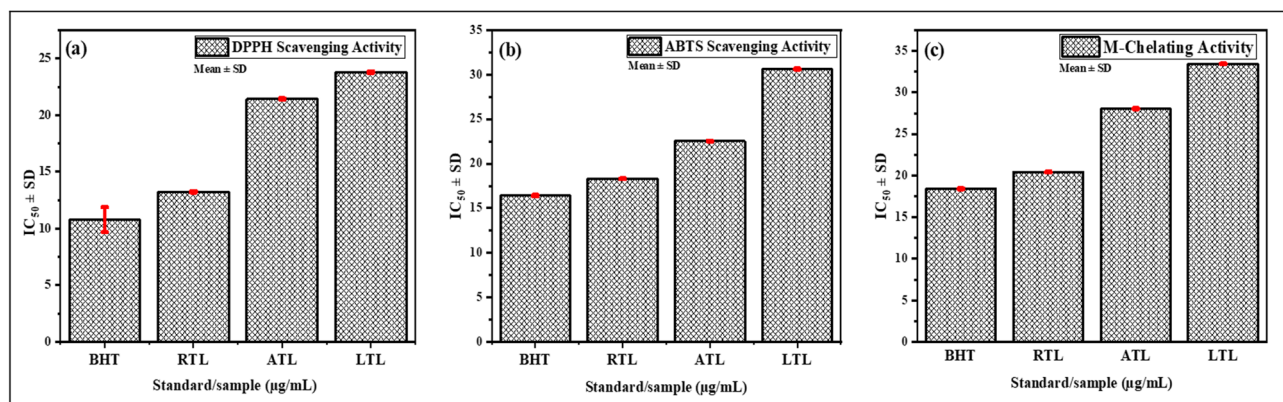 (a)
DPPH Scavenging Activity
Mean ± SD
25
20
15
10
5
0
IC50 ± SD
BHT RTL ATL LTL
Standard/sample (µg/mL)
(b)
ABTS Scavenging Activity
Mean ± SD
35
30
25
20
15
10
5
0
IC50 ± SD
BHT RTL ATL LTL
Standard/sample (µg/mL)
(c)
M-Chelating Activity
Mean ± SD
35
30
25
20
15
10
5
0
IC50 ± SD
BHT RTL ATL LTL
Standard/sample (µg/mL)